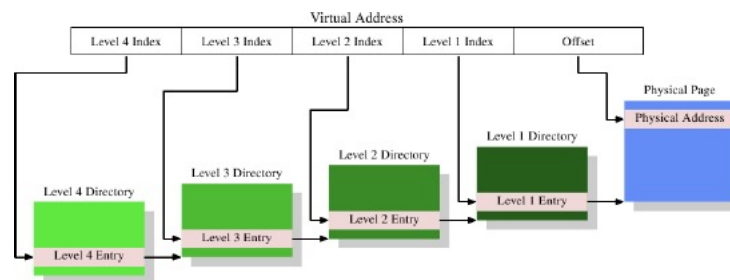 Virtual Address
Level 4 Index
Level 3 Index
Level 2 Index
Level 1 Index
Offset
Physical Page
Physical Address
Level 1 Directory
Level 1 Entry
Level 2 Directory
Level 2 Entry
Level 3 Directory
Level 3 Entry
Level 4 Directory
Level 4 Entry